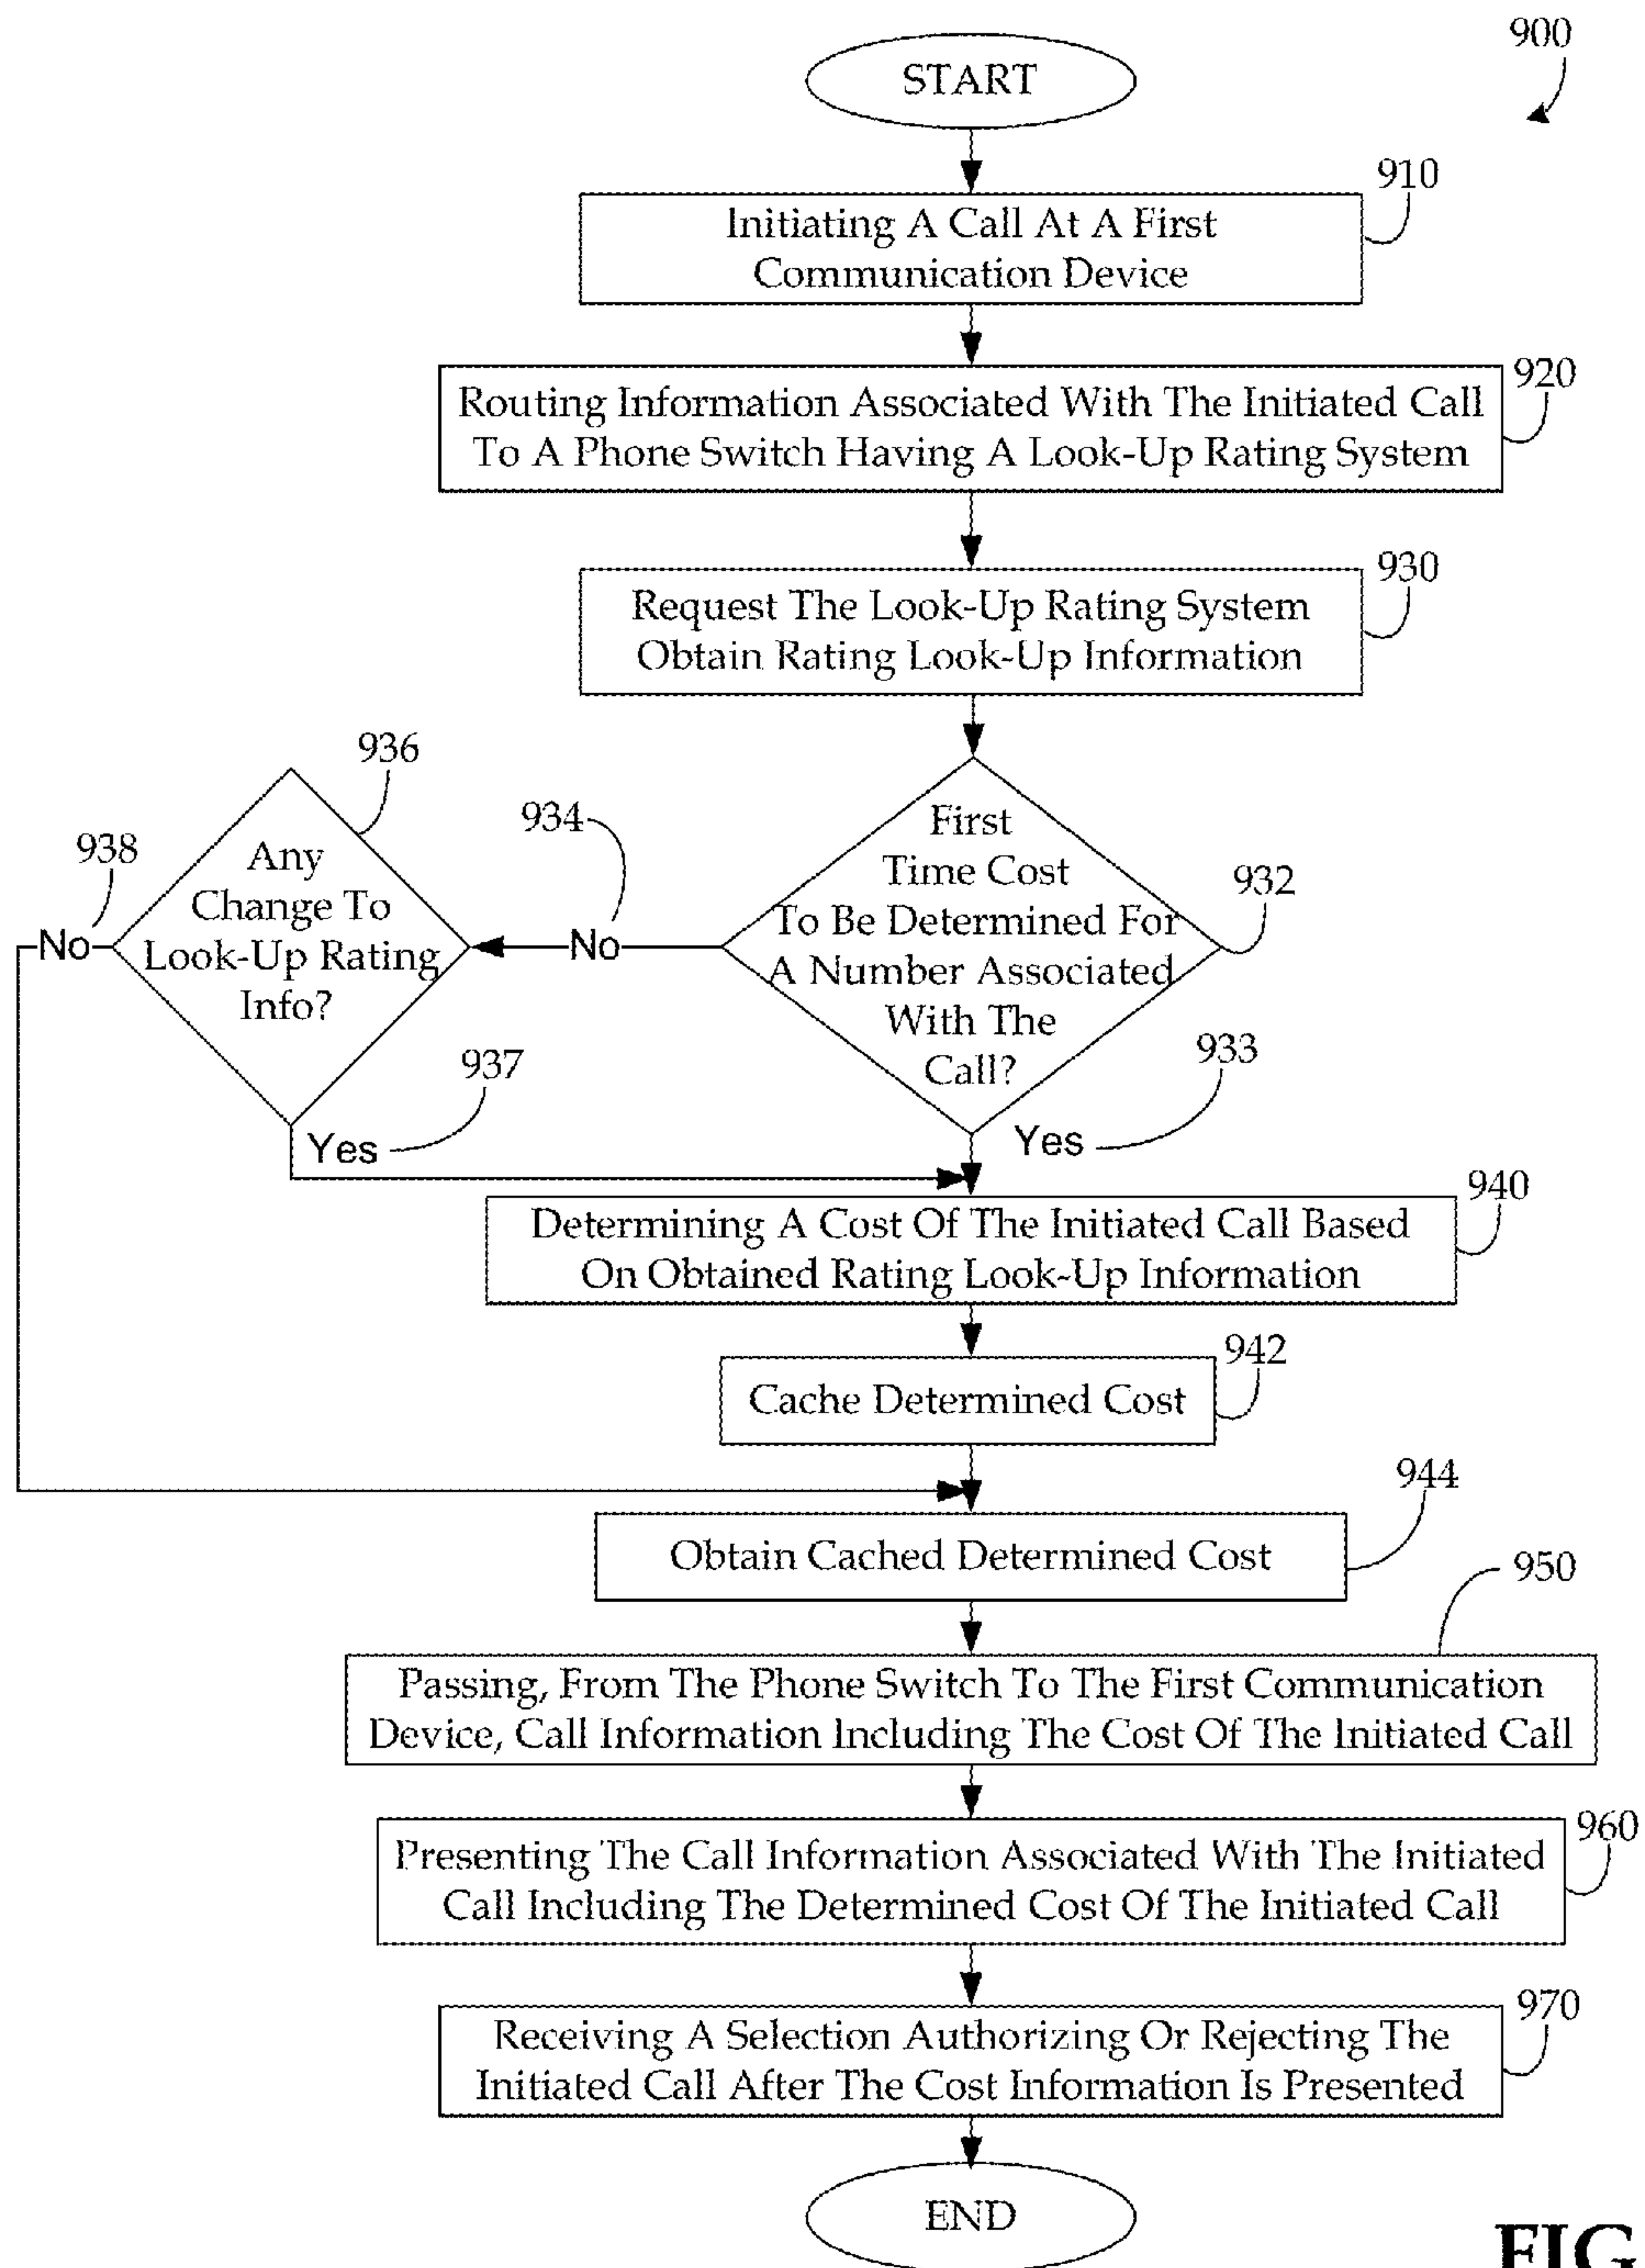 900
START
910
Initiating A Call At A First
Communication Device
920
Routing Information Associated With The Initiated Call
To A Phone Switch Having A Look-Up Rating System
930
Request The Look-Up Rating System
Obtain Rating Look-Up Information
936
934
938
932
First
Time Cost
To Be Determined For
A Number Associated
With The
Call?
Any
Change To
Look-Up Rating
Info?
No
No
937
933
Yes
Yes
940
Determining A Cost Of The Initiated Call Based
On Obtained Rating Look-Up Information
942
Cache Determined Cost
944
Obtain Cached Determined Cost
950
Passing, From The Phone Switch To The First Communication
Device, Call Information Including The Cost Of The Initiated Call
960
Presenting The Call Information Associated With The Initiated
Call Including The Determined Cost Of The Initiated Call
970
Receiving A Selection Authorizing Or Rejecting The
Initiated Call After The Cost Information Is Presented
END
FIG